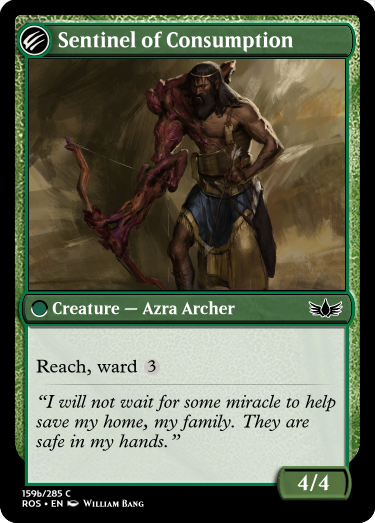 Sentinel of Consumption
Creature — Azra Archer
Reach, ward 3
“I will not wait for some miracle to help
save my home, my family. They are
safe in my hands.”
4/4
159b/285 C
ROS • EN William Bang